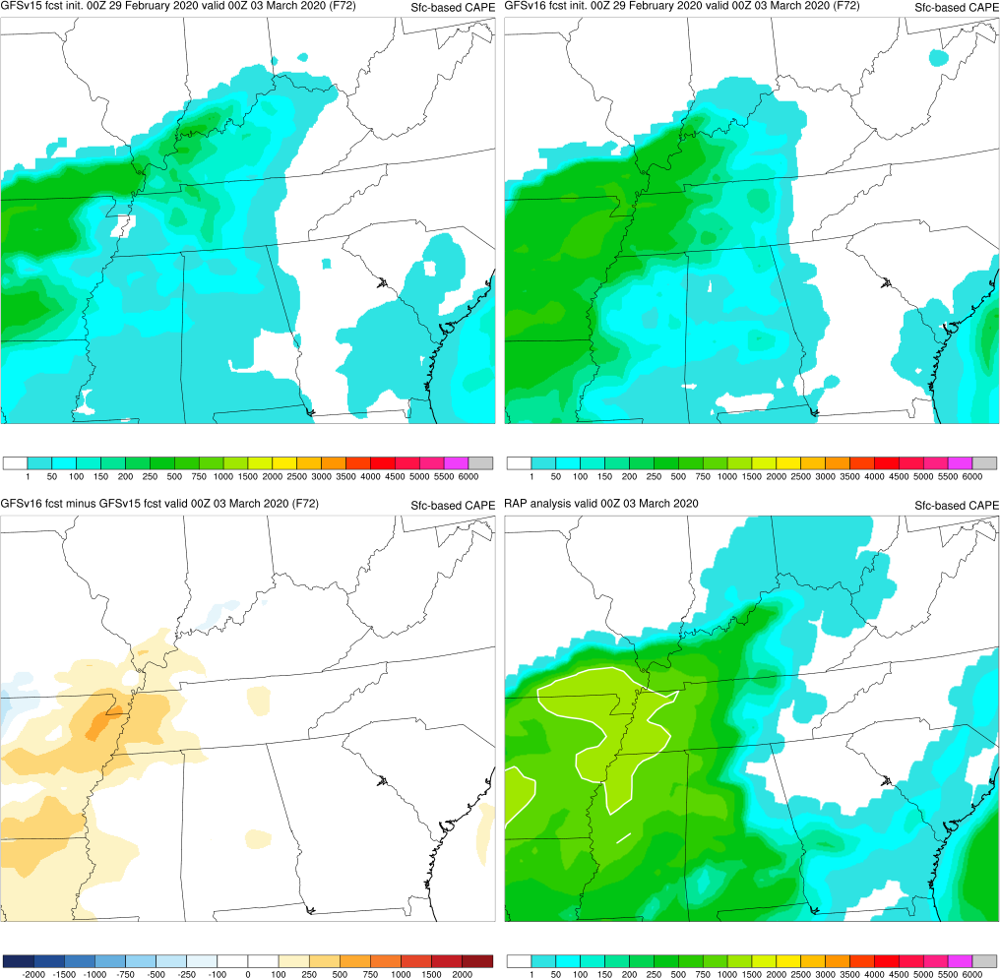 GFSv15 fcst init. 00Z 29 February 2020 valid 00Z 03 March 2020 (F72) Sfc-based CAPE
GFSv16 fcst init. 00Z 29 February 2020 valid 00Z 03 March 2020 (F72) Sfc-based CAPE
1 50 100 150 200 250 500 750 1000 1500 2000 2500 3000 3500 4000 4500 5000 5500 6000
1 50 100 150 200 250 500 750 1000 1500 2000 2500 3000 3500 4000 4500 5000 5500 6000
GFSv16 fcst minus GFSv15 fcst valid 00Z 03 March 2020 (F72) Sfc-based CAPE
RAP analysis valid 00Z 03 March 2020 Sfc-based CAPE
-2000 -1500 -1000 -750 -500 -250 -100 0 100 250 500 750 1000 1500 2000
1 50 100 150 200 250 500 750 1000 1500 2000 2500 3000 3500 4000 4500 5000 5500 6000